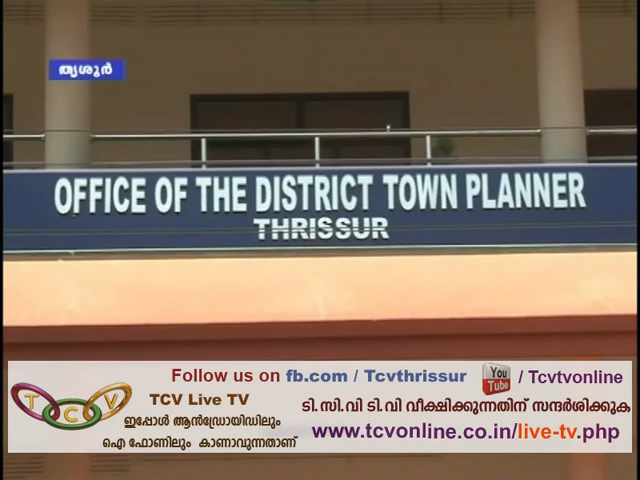 തൃശൂർ
OFFICE OF THE DISTRICT TOWN PLANNER
THRISSUR
Follow us on fb.com / Tcvthrissur You Tube / Tcvtvonline
TCV
TCV Live TV
ഇപ്പോൾ ആൻഡ്രോയിഡിലും
ഐ ഫോണിലും കാണാവുന്നതാണ്
ടി.സി.വി ടി.വി വീക്ഷിക്കുന്നതിന് സന്ദർശിക്കുക
www.tcvonline.co.in/live-tv.php